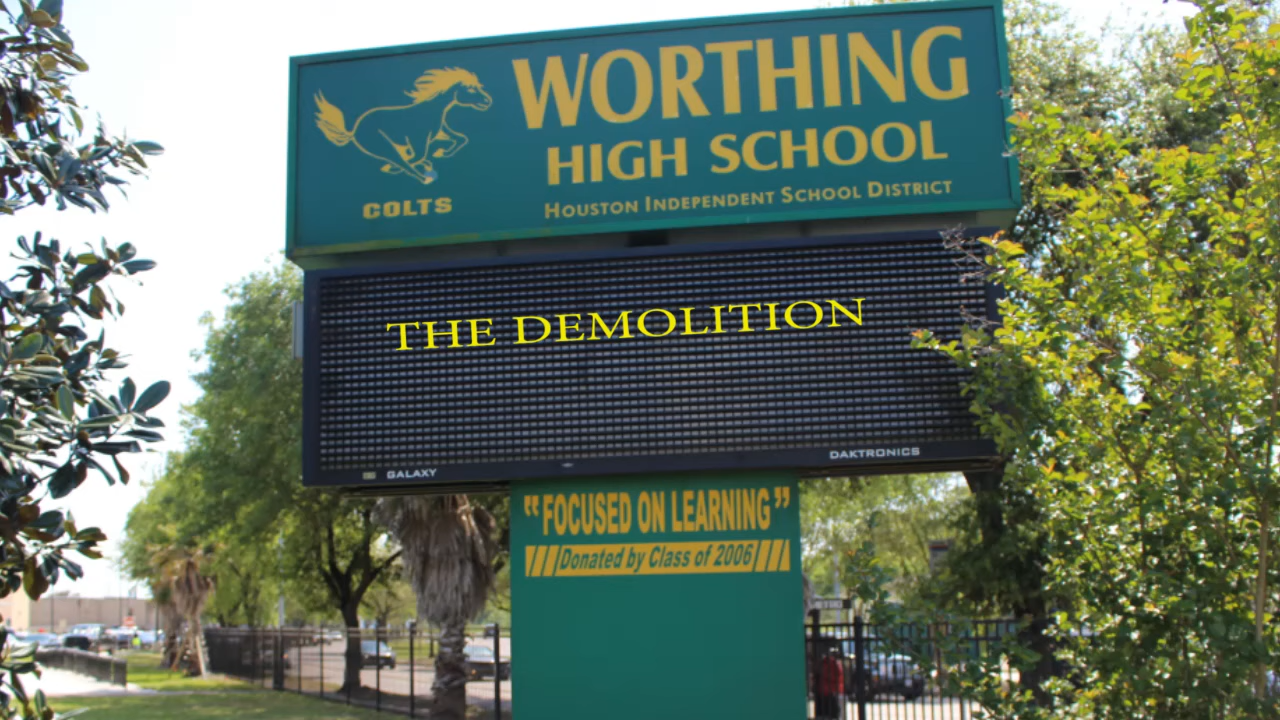 WORTHING
HIGH SCHOOL
COLTS
HOUSTON INDEPENDENT SCHOOL DISTRICT
THE DEMOLITION
GALAXY
DAKTRONICS
"FOCUSED ON LEARNING"
Donated by Class of 2006